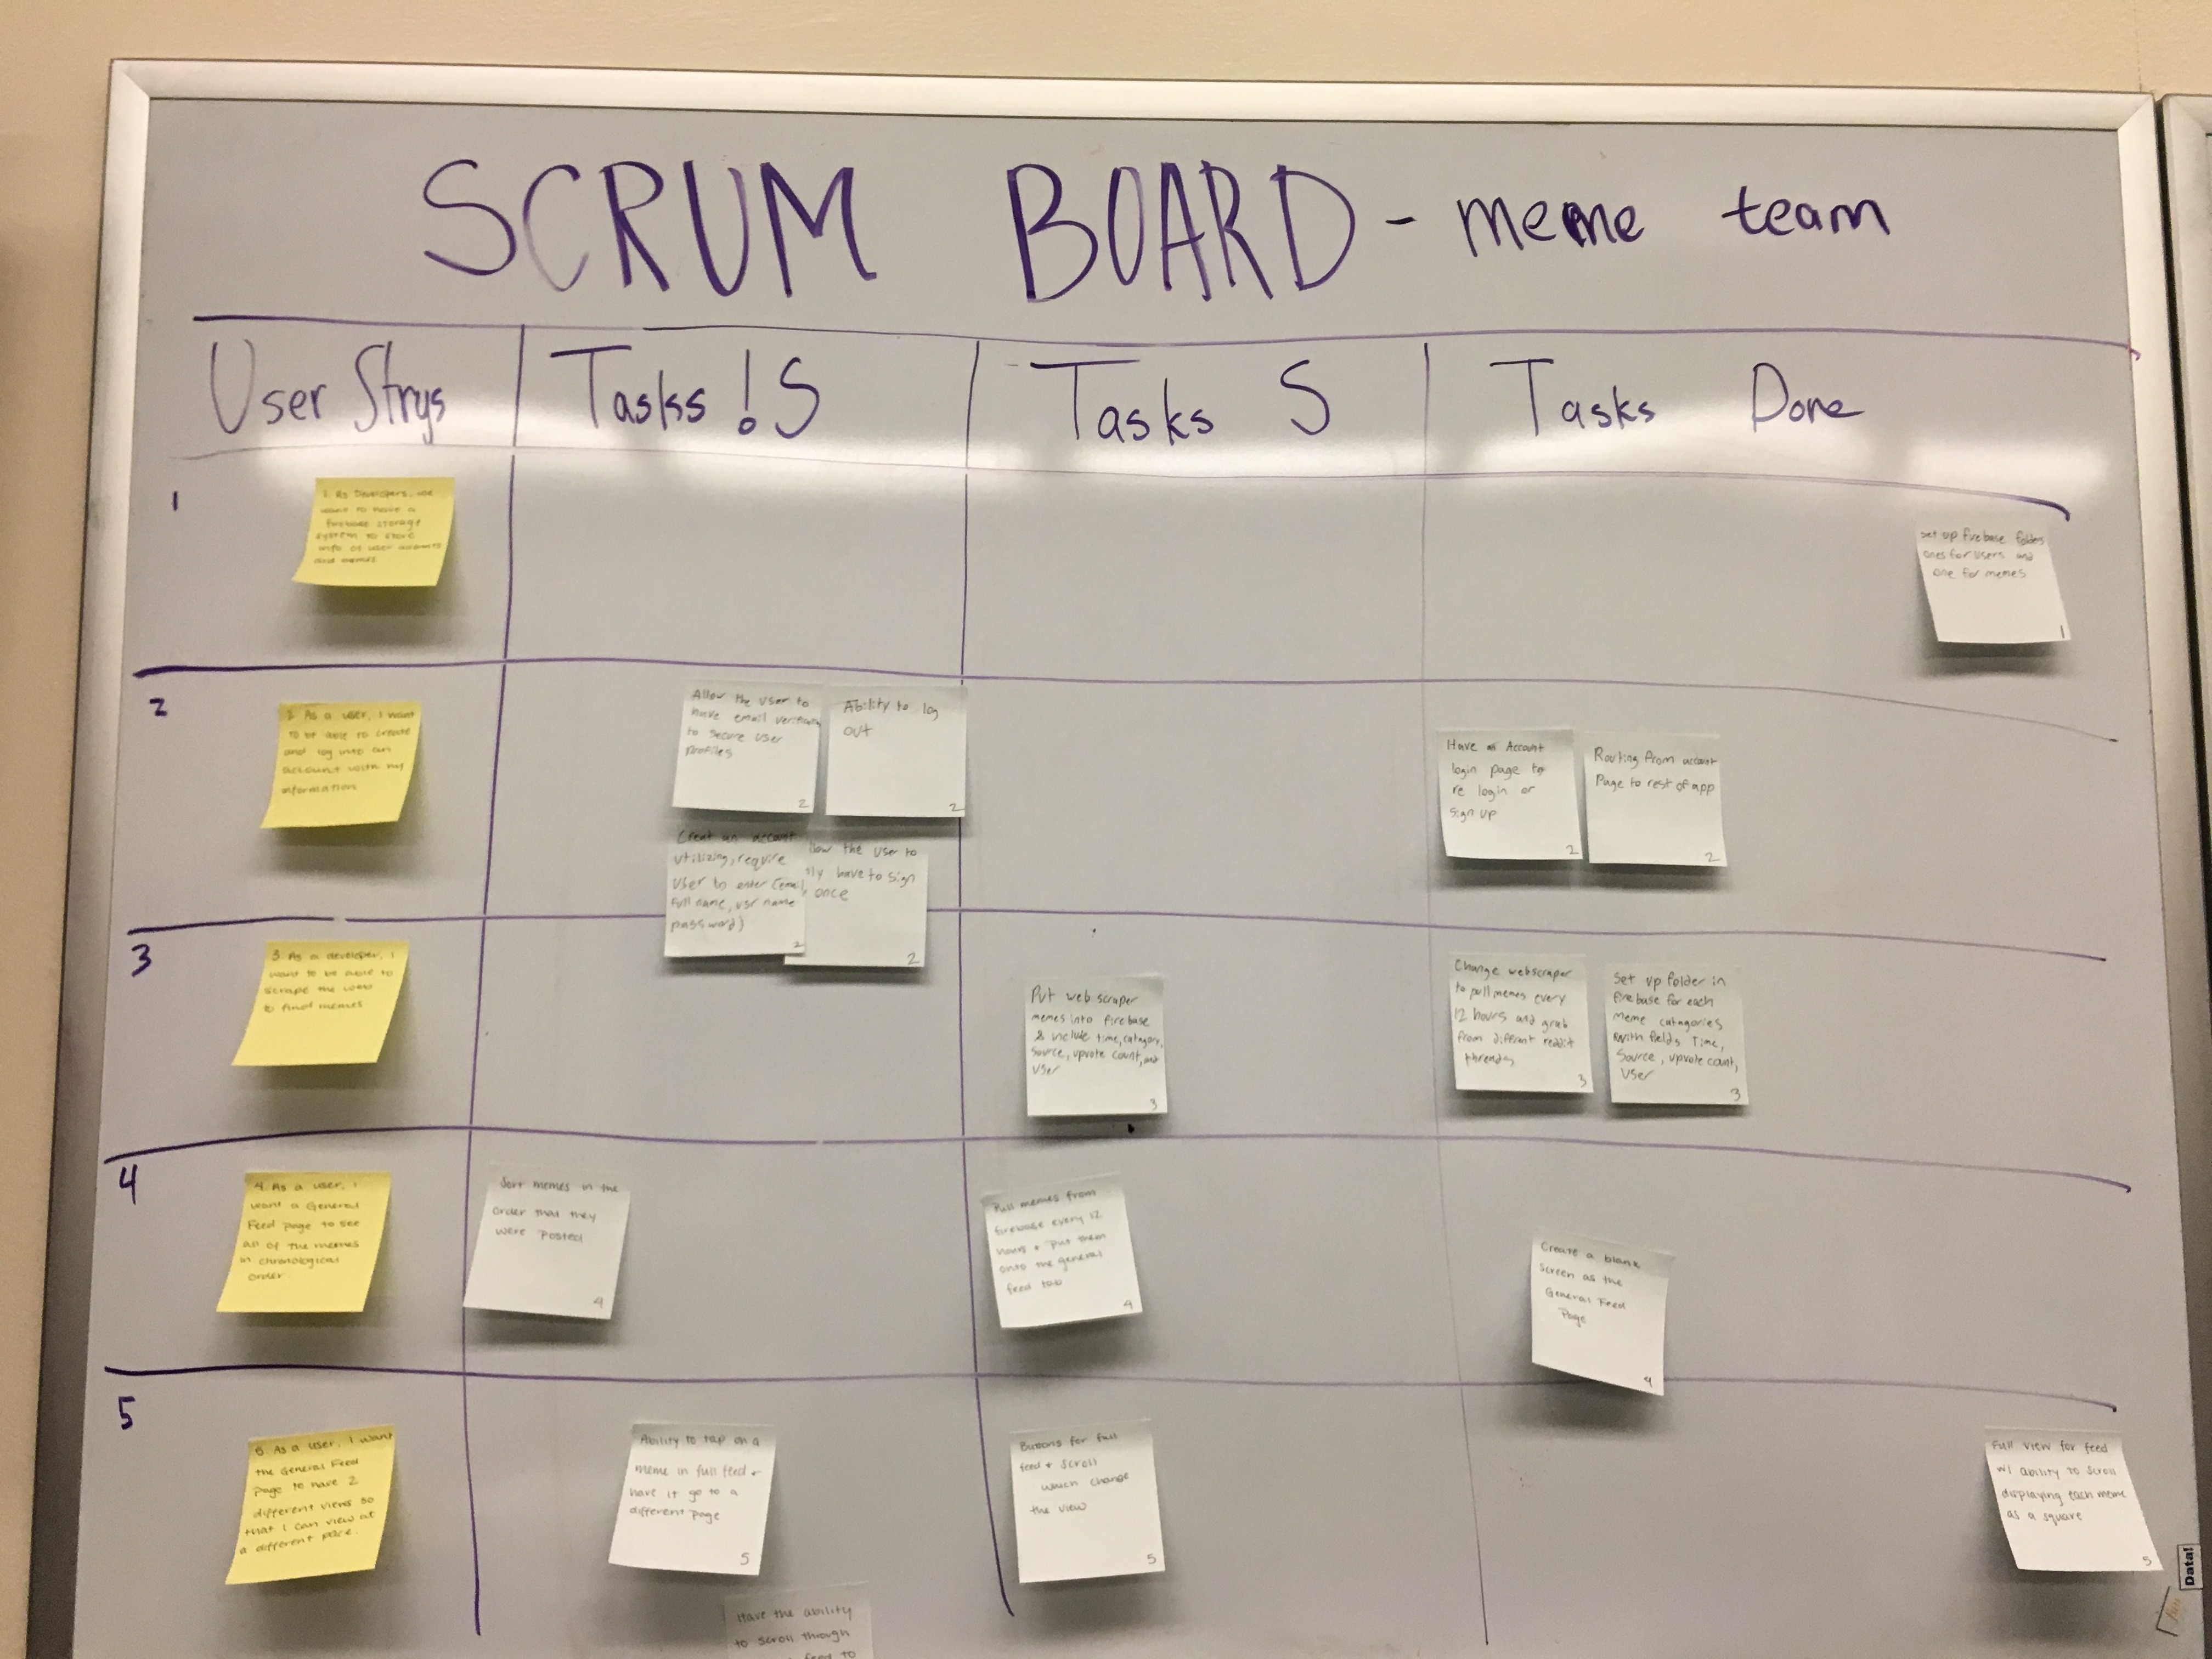 SCRUM BOARD - meme team
User Strys
Tasks !S
Tasks S
Tasks Done
1
1. As Developers, we
want to have a
firebase storage
system to store
info on user accounts
and memes
set up firebase folders
ones for users and
one for memes
1
2
2. As a user, I want
to be able to create
and log into an
account with my
information
Allow the user to
have email
to secure user
profiles
2
Ability to log
out
2
Creat an account
utilizing, require
user to enter (email,
full name, usr name
password)
2
llow the user to
ly have to sign
once
2
Have an Account
login page to
re login or
sign up
2
Routing from account
Page to rest of app
2
3
3. As a developer, I
want to be able to
scrape the web
to find memes
Put web scraper
memes into firebase
& include time, category,
source, upvote count, and
user
3
Change webscraper
to pull memes every
12 hours and grab
from different reddit
threads
3
Set up folder in
firebase for each
meme catagories
with fields Time,
Source, upvote count,
User
3
4
4. As a user, I
want a General
Feed page to see
all of the memes
in chronological
order.
Sort memes in the
order that they
were posted
4
Pull memes from
firebase every 12
hours + put them
onto the general
feed tab
4
Create a blank
screen as the
General Feed
Page
4
5
5. As a user, I want
the General Feed
Page to have 2
different views so
that I can view at
a different pace.
Ability to tap on a
meme in full feed +
have it go to a
different page
5
Buttons for full
feed + scroll
which change
the view
5
Full view for feed
w/ ability to scroll
displaying each meme
as a square
5
Have the ability
to scroll through
feed to
Data!